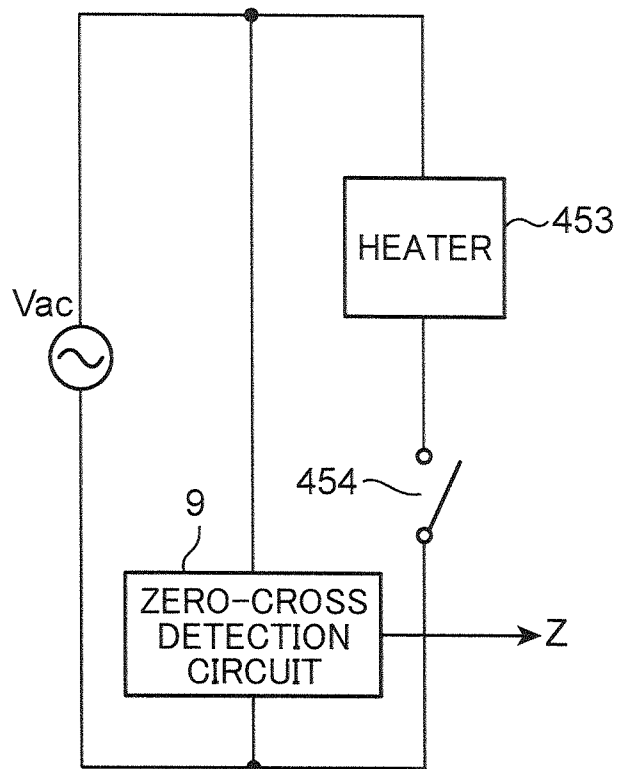 453
HEATER
Vac
454
9
ZERO-CROSS
DETECTION
CIRCUIT
Z